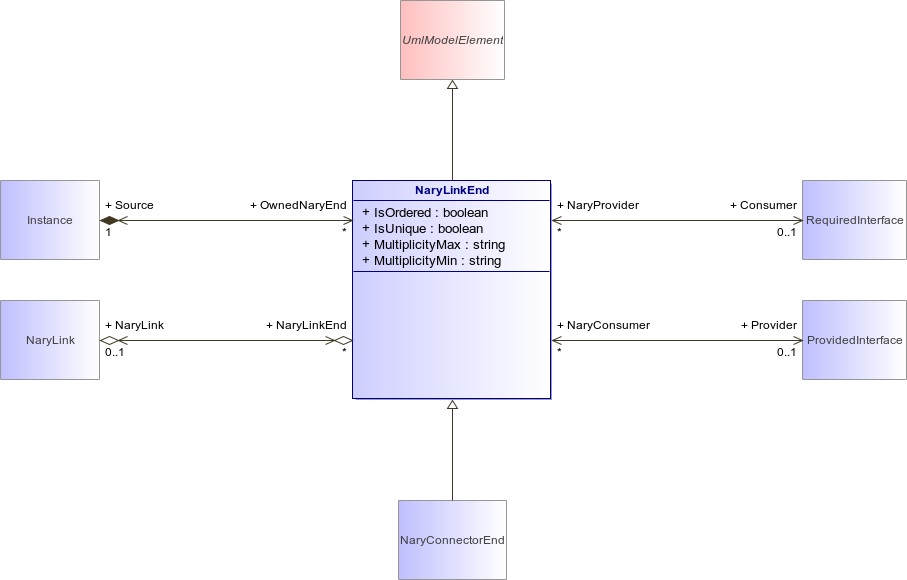 UmlModelElement
NaryLinkEnd
+ IsOrdered : boolean
+ IsUnique : boolean
+ MultiplicityMax : string
+ MultiplicityMin : string
Instance
+ Source
1
+ OwnedNaryEnd
*
+ NaryProvider
*
+ Consumer
0..1
RequiredInterface
NaryLink
+ NaryLink
0..1
+ NaryLinkEnd
*
+ NaryConsumer
*
+ Provider
0..1
ProvidedInterface
NaryConnectorEnd